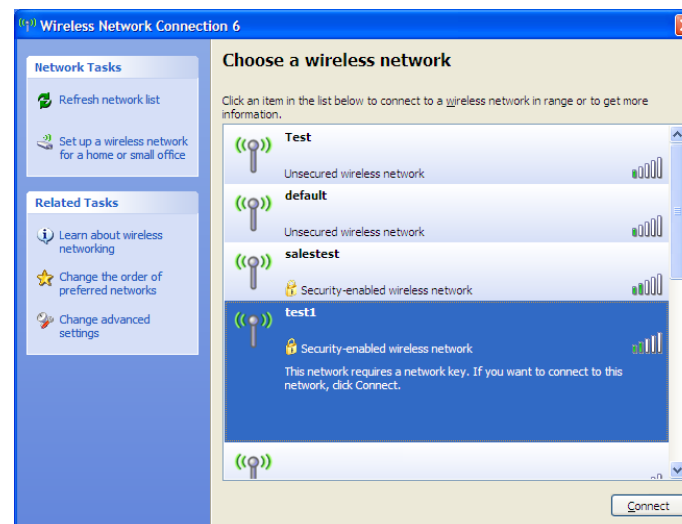 Wireless Network Connection 6
Network Tasks
Refresh network list
Set up a wireless network
for a home or small office
Related Tasks
Learn about wireless
networking
Change the order of
preferred networks
Change advanced
settings
Choose a wireless network
Click an item in the list below to connect to a wireless network in range or to get more
information.
Test
Unsecured wireless network
default
Unsecured wireless network
salestest
Security-enabled wireless network
test1
Security-enabled wireless network
This network requires a network key. If you want to connect to this
network, click Connect.
Connect